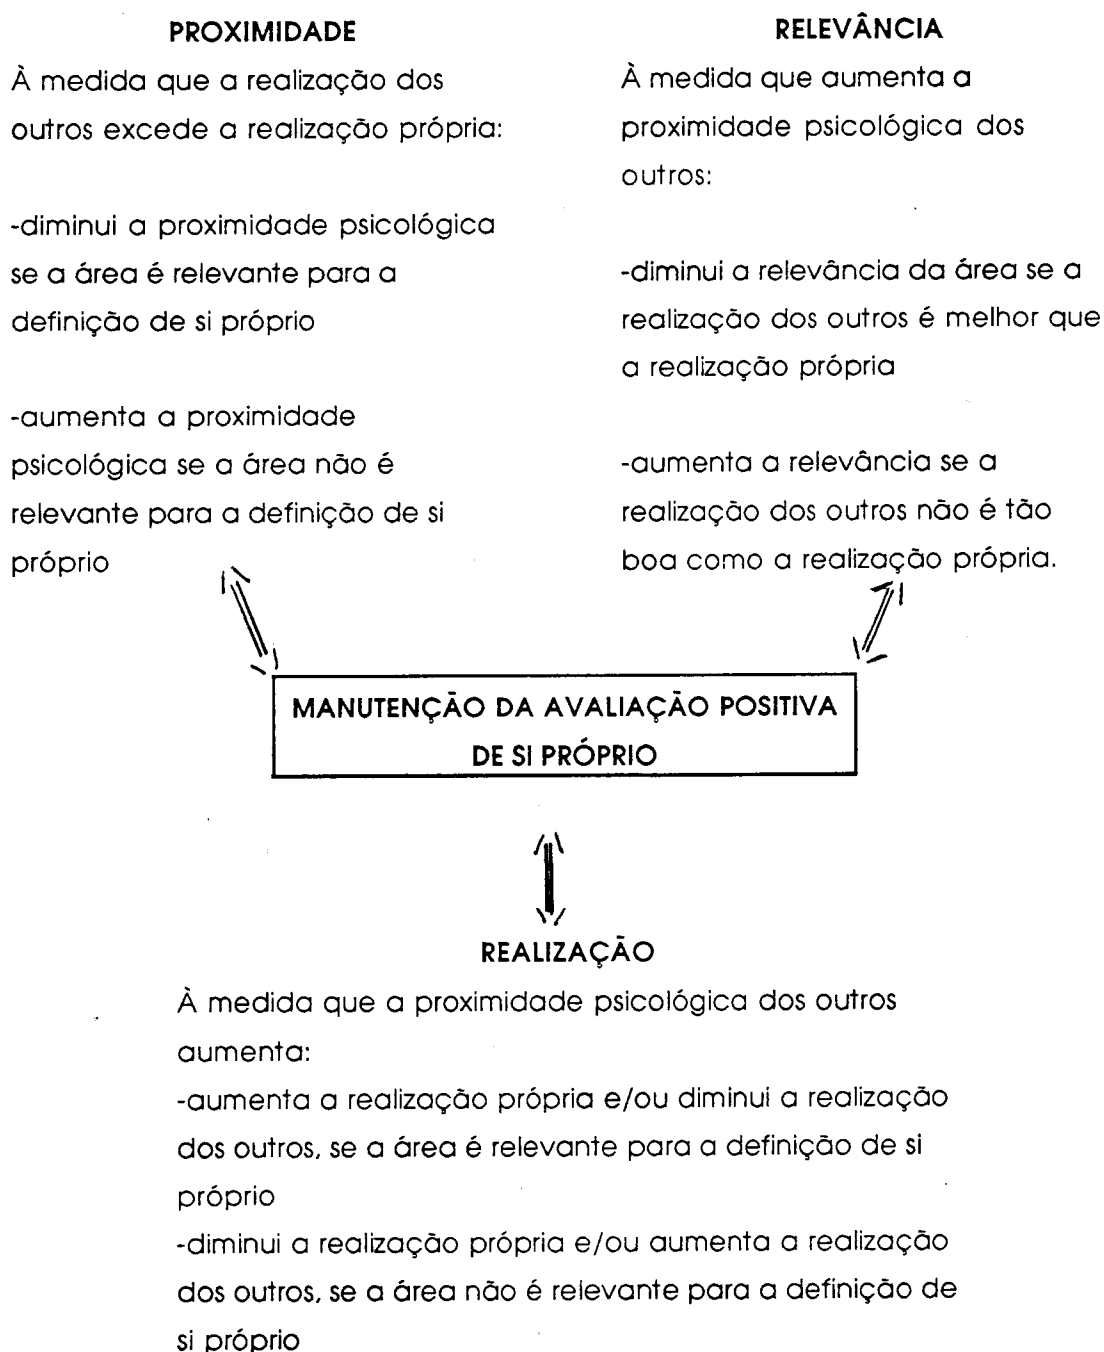 PROXIMIDADE
À medida que a realização dos
outros excede a realização própria:
-diminui a proximidade psicológica
se a área é relevante para a
definição de si próprio
-aumenta a proximidade
psicológica se a área não é
relevante para a definição de si
próprio
RELEVÂNCIA
À medida que aumenta a
proximidade psicológica dos
outros:
-diminui a relevância da área se a
realização dos outros é melhor que
a realização própria
-aumenta a relevância se a
realização dos outros não é tão
boa como a realização própria.
MANUTENÇÃO DA AVALIAÇÃO POSITIVA
DE SI PRÓPRIO
REALIZAÇÃO
À medida que a proximidade psicológica dos outros
aumenta:
-aumenta a realização própria e/ou diminui a realização
dos outros, se a área é relevante para a definição de si
próprio
-diminui a realização própria e/ou aumenta a realização
dos outros, se a área não é relevante para a definição de
si próprio